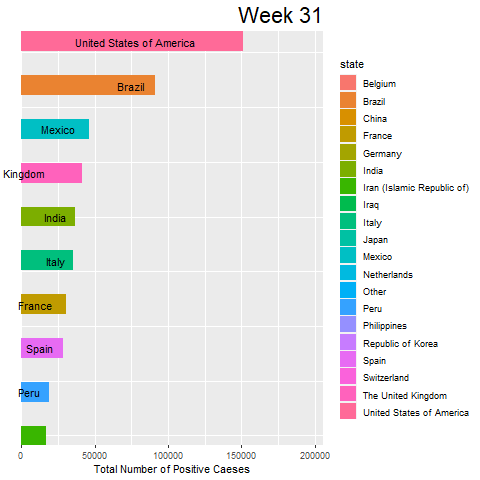 Week 31
United States of America
Brazil
Mexico
Kingdom
India
Italy
France
Spain
Peru
0
50000
100000
150000
200000
Total Number of Positive Caeses
state
Belgium
Brazil
China
France
Germany
India
Iran (Islamic Republic of)
Iraq
Italy
Japan
Mexico
Netherlands
Other
Peru
Philippines
Republic of Korea
Spain
Switzerland
The United Kingdom
United States of America